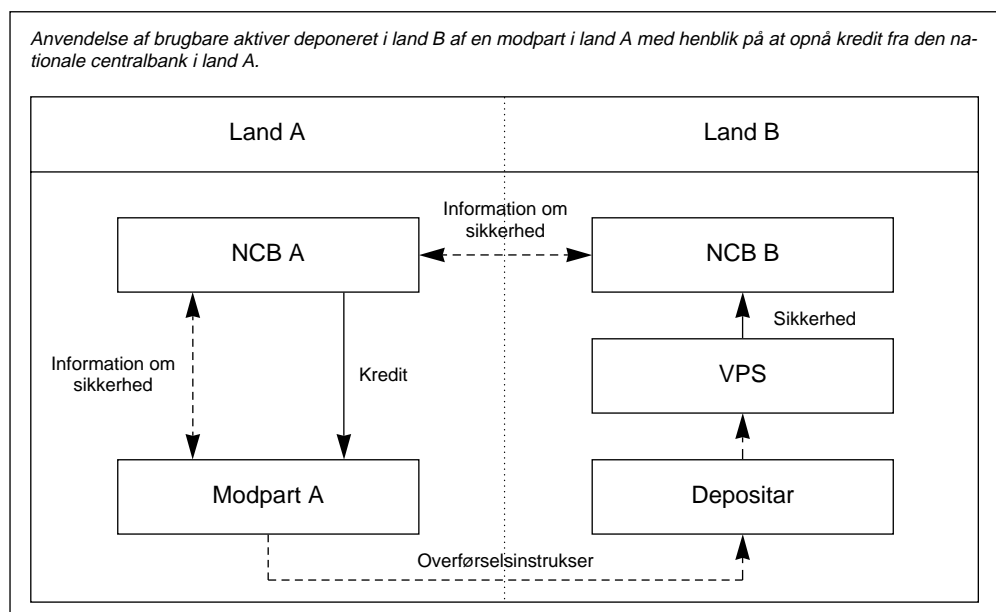 Anvendelse af brugbare aktiver deponeret i land B af en modpart i land A med henblik på at opnå kredit fra den na-
tionale centralbank i land A.
Land A
Land B
Information om
sikkerhed
NCB A
NCB B
Sikkerhed
Information om
sikkerhed
Kredit
VPS
Modpart A
Depositar
Overførselsinstrukser